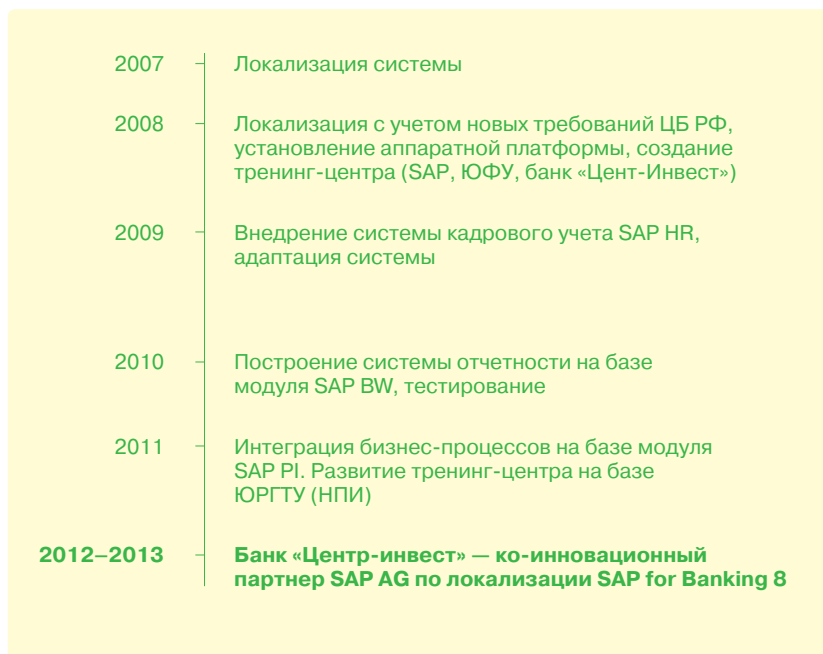 2007 Локализация системы
2008 Локализация с учетом новых требований ЦБ РФ,
установление аппаратной платформы, создание
тренинг-центра (SAP, ЮФУ, банк «Цент-Инвест»)
2009 Внедрение системы кадрового учета SAP HR,
адаптация системы
2010 Построение системы отчетности на базе
модуля SAP BW, тестирование
2011 Интеграция бизнес-процессов на базе модуля
SAP PI. Развитие тренинг-центра на базе
ЮРГТУ (НПИ)
2012–2013 Банк «Центр-инвест» — ко-инновационный
партнер SAP AG по локализации SAP for Banking 8